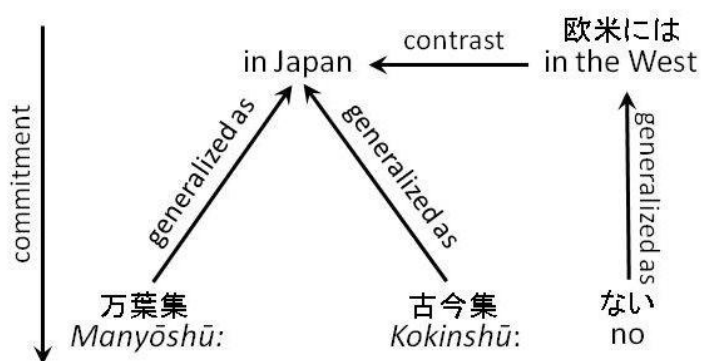 欧米には
in Japan
contrast
in the West
commitment
generalized as
generalized as
generalized as
万葉集
Manyōshū:
古今集
Kokinshū:
ない
no